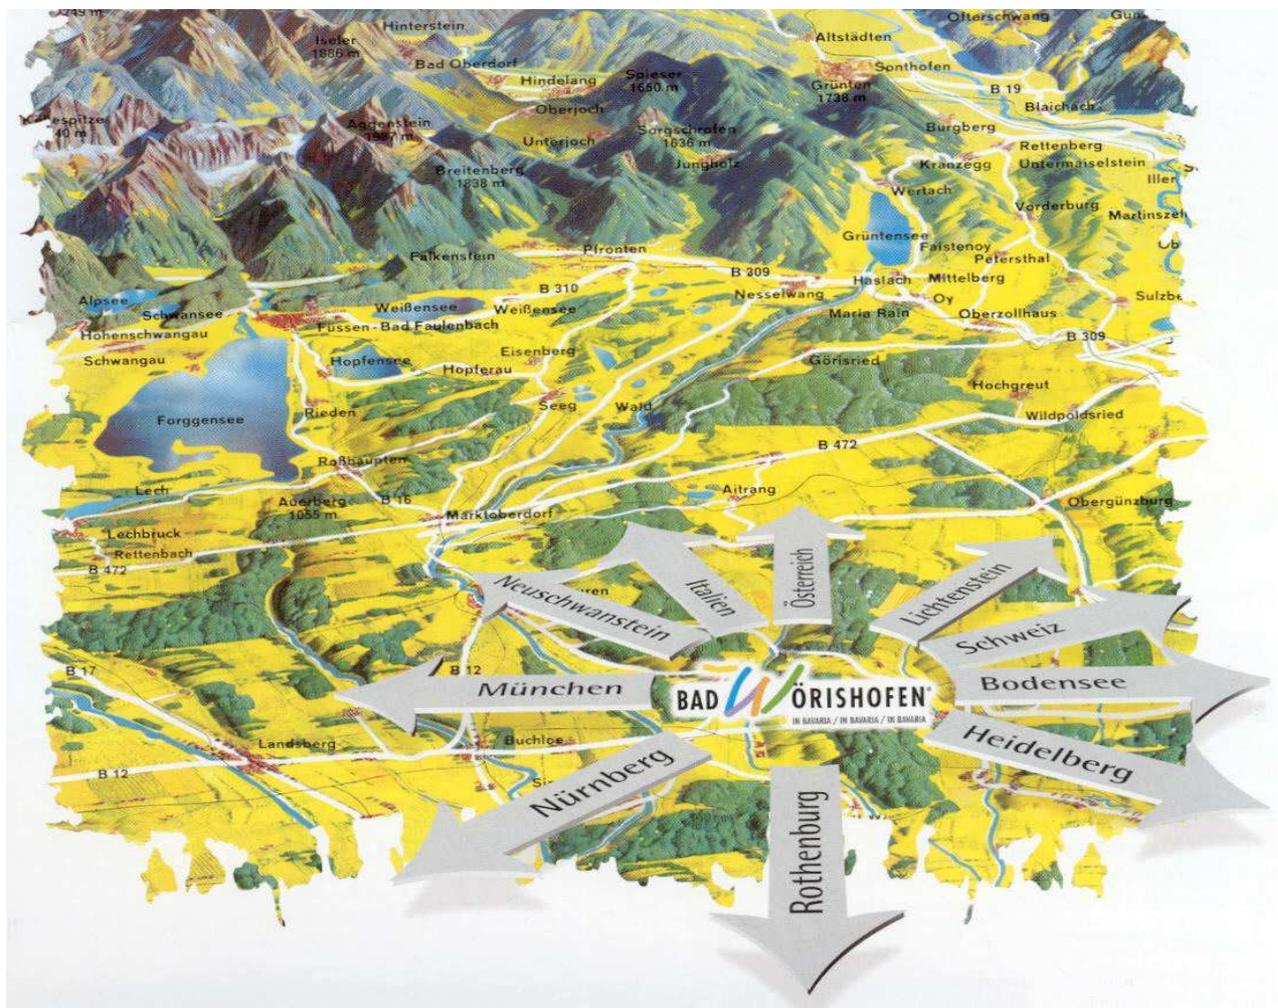 Hinterstein
Ofterschwang
Iseler
1886 m
Altstädten
Bad Oberdorf
Sonthofen
Hindelang
Spieser
1650 m
Grünten
1738 m
B 19
Oberjoch
Blaichach
Aggenstein
Sorgschrofen
1636 m
Burgberg
Unterjoch
Rettenberg
Jungholz
Kranzegg
Untermaiselstein
Breitenberg
1838 m
Iller
Wertach
Vorderburg
Martinszell
Grüntensee
Faistenoy
Petersthal
Pfronten
Falkenstein
B 309
Haslach
Mittelberg
B 310
Nesselwang
Oy
Alpsee
Schwansee
Weißensee
Weißensee
Maria Rain
Oberzollhaus
Füssen - Bad Faulenbach
Hohenschwangau
B 309
Schwangau
Hopfensee
Eisenberg
Görisried
Hopferau
Hochgreut
Rieden
Seeg
Wald
Wildpoldsried
Forggensee
B 472
Roßhaupten
Lech
Auerberg
1055 m
B 16
Aitrang
Obergünzburg
Marktoberdorf
Lechbruck
Rettenbach
B 472
Neuschwanstein
Italien
Österreich
Lichtenstein
Schweiz
B 17
B 12
München
BAD WÖRISHOFEN
IN BAVARIA / IN BAVARIA / IN BAVARIA
Bodensee
Landsberg
Buchloe
Heidelberg
B 12
Nürnberg
Rothenburg